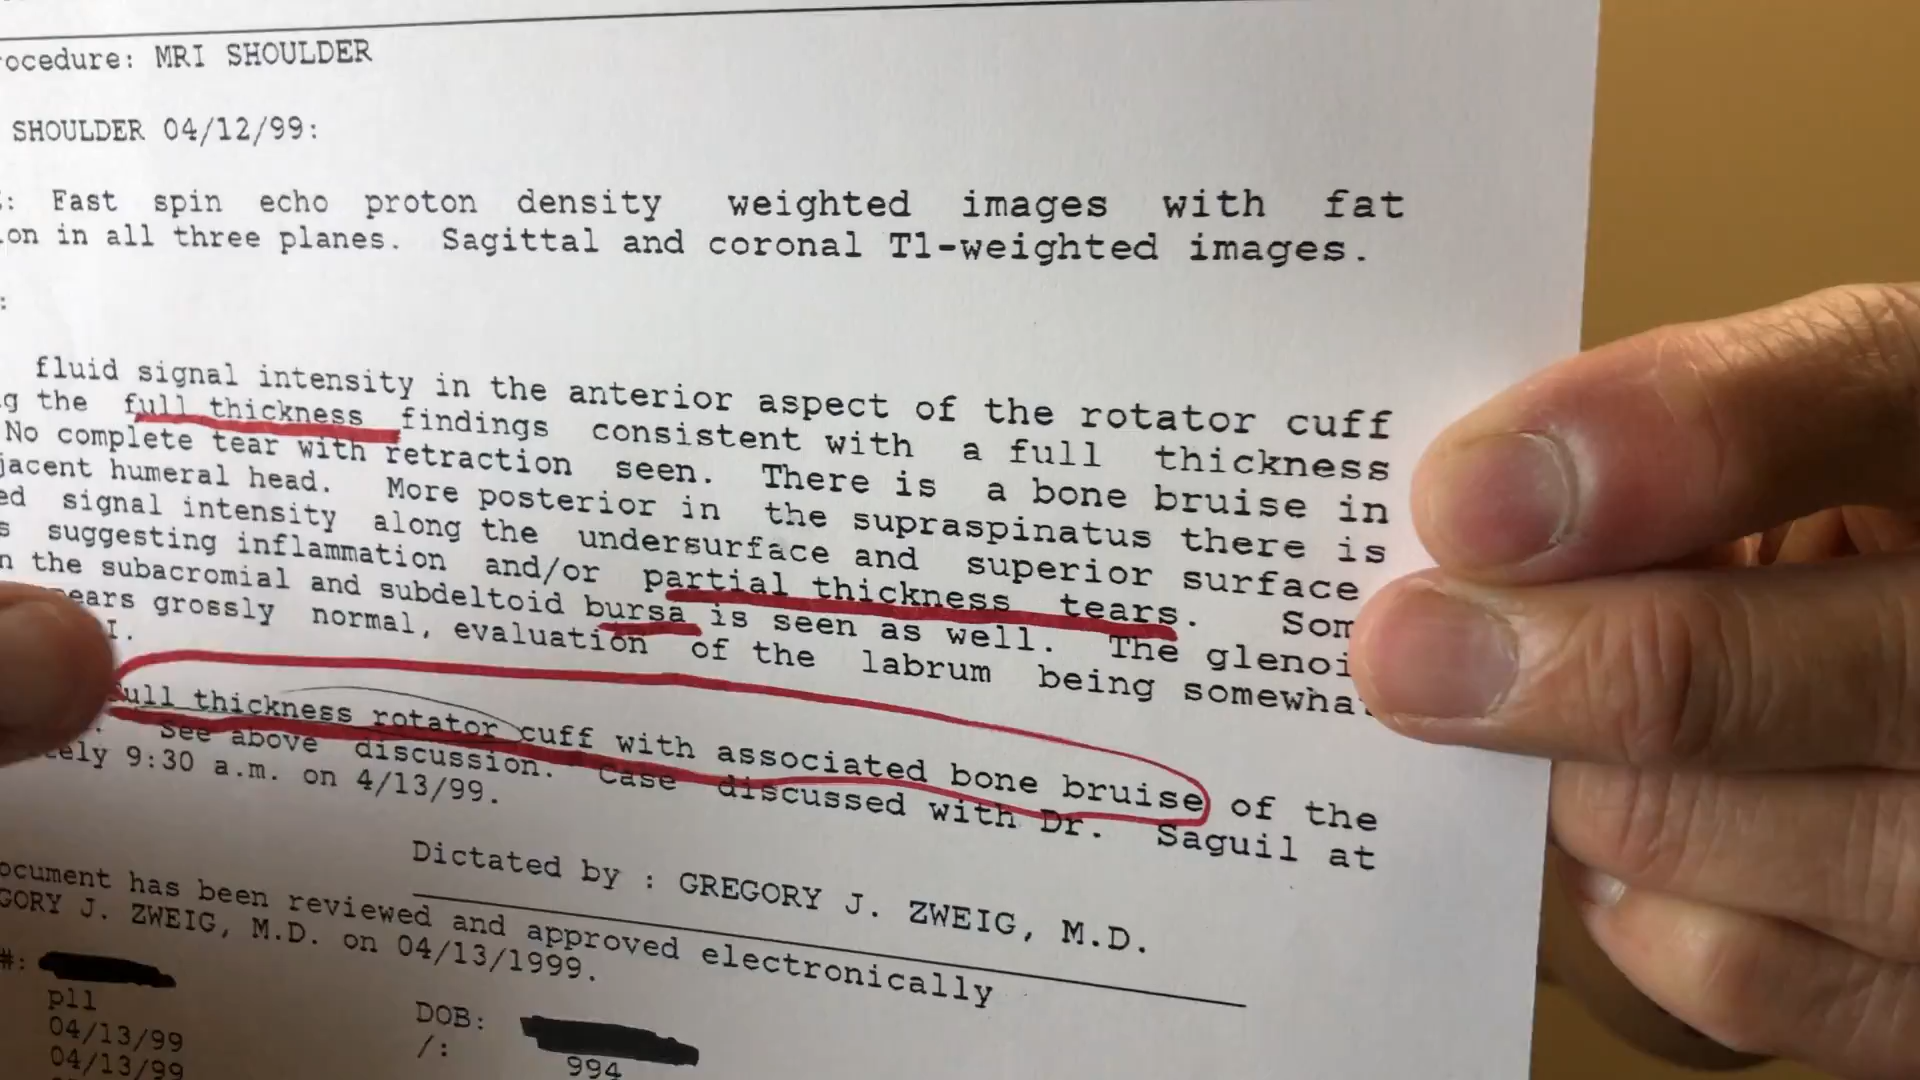 ocedure: MRI SHOULDER
SHOULDER 04/12/99:
: Fast spin echo proton density weighted images with fat
on in all three planes. Sagittal and coronal T1-weighted images.
:
fluid signal intensity in the anterior aspect of the rotator cuff
g the full thickness findings consistent with a full thickness
No complete tear with retraction seen. There is a bone bruise in
jacent humeral head. More posterior in the supraspinatus there is
ed signal intensity along the undersurface and superior surface
s suggesting inflammation and/or partial thickness tears. Som
n the subacromial and subdeltoid bursa is seen as well. The glenoi
ears grossly normal, evaluation of the labrum being somewha
I.
full thickness rotator cuff with associated bone bruise of the
. See above discussion. Case discussed with Dr. Saguil at
tely 9:30 a.m. on 4/13/99.
Dictated by : GREGORY J. ZWEIG, M.D.
ocument has been reviewed and approved electronically
GORY J. ZWEIG, M.D. on 04/13/1999.
#:
DOB:
pll
/:
04/13/99
994
04/13/99